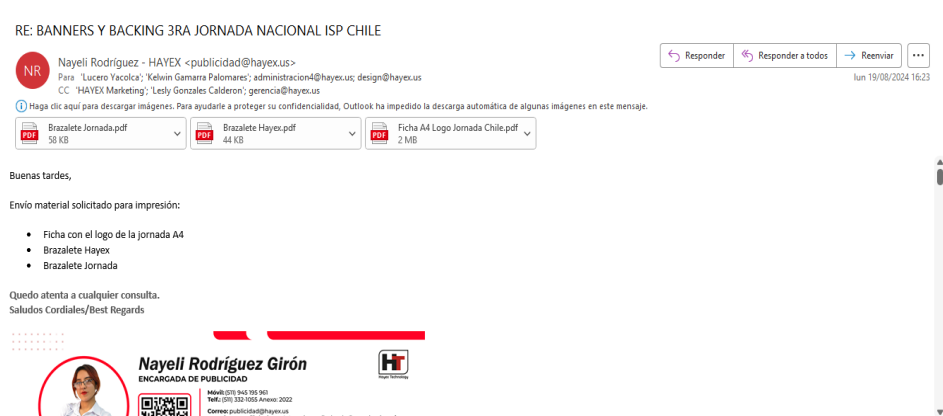 RE: BANNERS Y BACKING 3RA JORNADA NACIONAL ISP CHILE
NR
Nayeli Rodríguez - HAYEX <publicidad@hayex.us>
Para 'Lucero Yacolca'; 'Kelwin Gamarra Palomares'; administracion4@hayex.us; design@hayex.us
CC 'HAYEX Marketing'; 'Lesly Gonzales Calderon'; gerencia@hayex.us
Responder
Responder a todos
Reenviar
lun 19/08/2024 16:23
Haga clic aquí para descargar imágenes. Para ayudarle a proteger su confidencialidad, Outlook ha impedido la descarga automática de algunas imágenes en este mensaje.
PDF
Brazalete Jornada.pdf
58 KB
PDF
Brazalete Hayex.pdf
44 KB
PDF
Ficha A4 Logo Jornada Chile.pdf
2 MB
Buenas tardes,
Envío material solicitado para impresión:
• Ficha con el logo de la jornada A4
• Brazalete Hayex
• Brazalete Jornada
Quedo atenta a cualquier consulta.
Saludos Cordiales/Best Regards
Nayeli Rodríguez Girón
ENCARGADA DE PUBLICIDAD
HT
Hayex Technology
Móvil: (511) 945 195 961
Telf.: (511) 332-1055 Anexo: 2022
Correo: publicidad@hayex.us